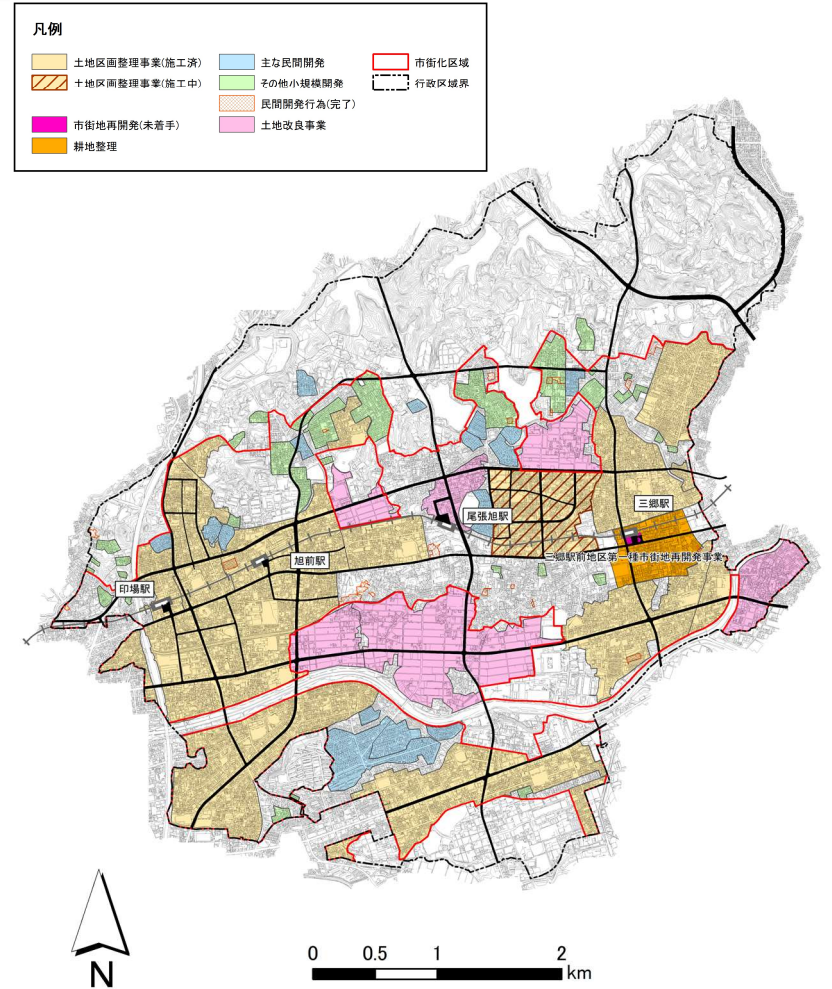 凡例
土地区画整理事業(施工済)
土地区画整理事業(施工中)
市街地再開発(未着手)
耕地整理
主な民間開発
その他小規模開発
民間開発行為(完了)
土地改良事業
市街化区域
行政区域界
三郷駅
尾張旭駅
三郷駅前地区第一種市街地再開発事業
旭前駅
印場駅
N
0 0.5 1 2
km